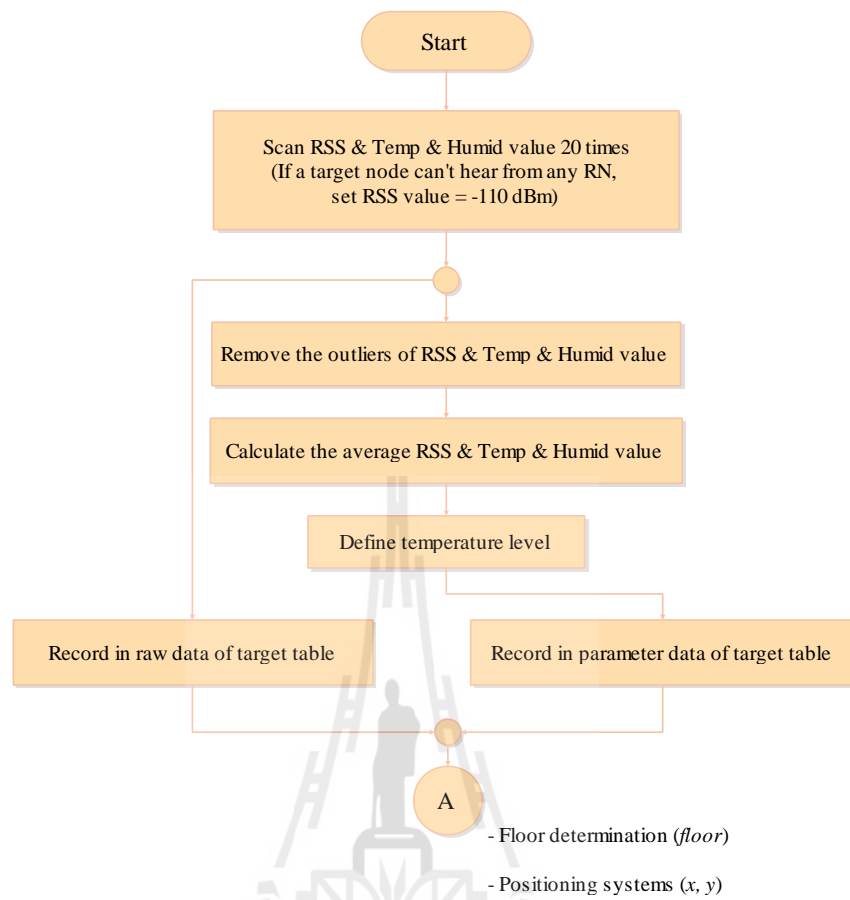 Start
Scan RSS & Temp & Humid value 20 times
(If a target node can't hear from any RN,
set RSS value = -110 dBm)
Remove the outliers of RSS & Temp & Humid value
Calculate the average RSS & Temp & Humid value
Define temperature level
Record in raw data of target table
Record in parameter data of target table
A
- Floor determination (floor)
- Positioning systems (x, y)